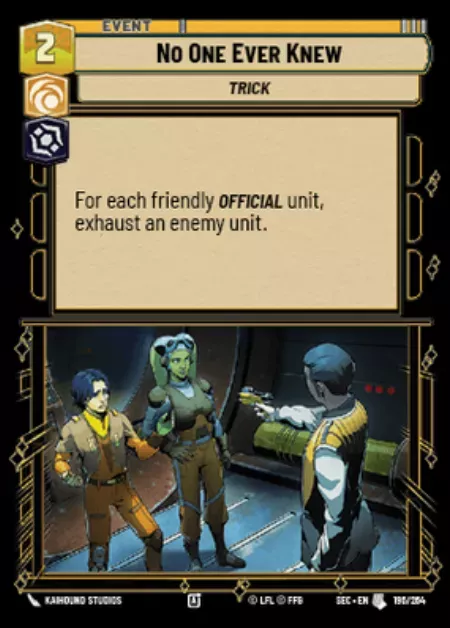 EVENT
2
NO ONE EVER KNEW
TRICK
For each friendly OFFICIAL unit,
exhaust an enemy unit.
KAIHOUND STUDIOS
A
© LFL © FFG
SEC • EN
/264